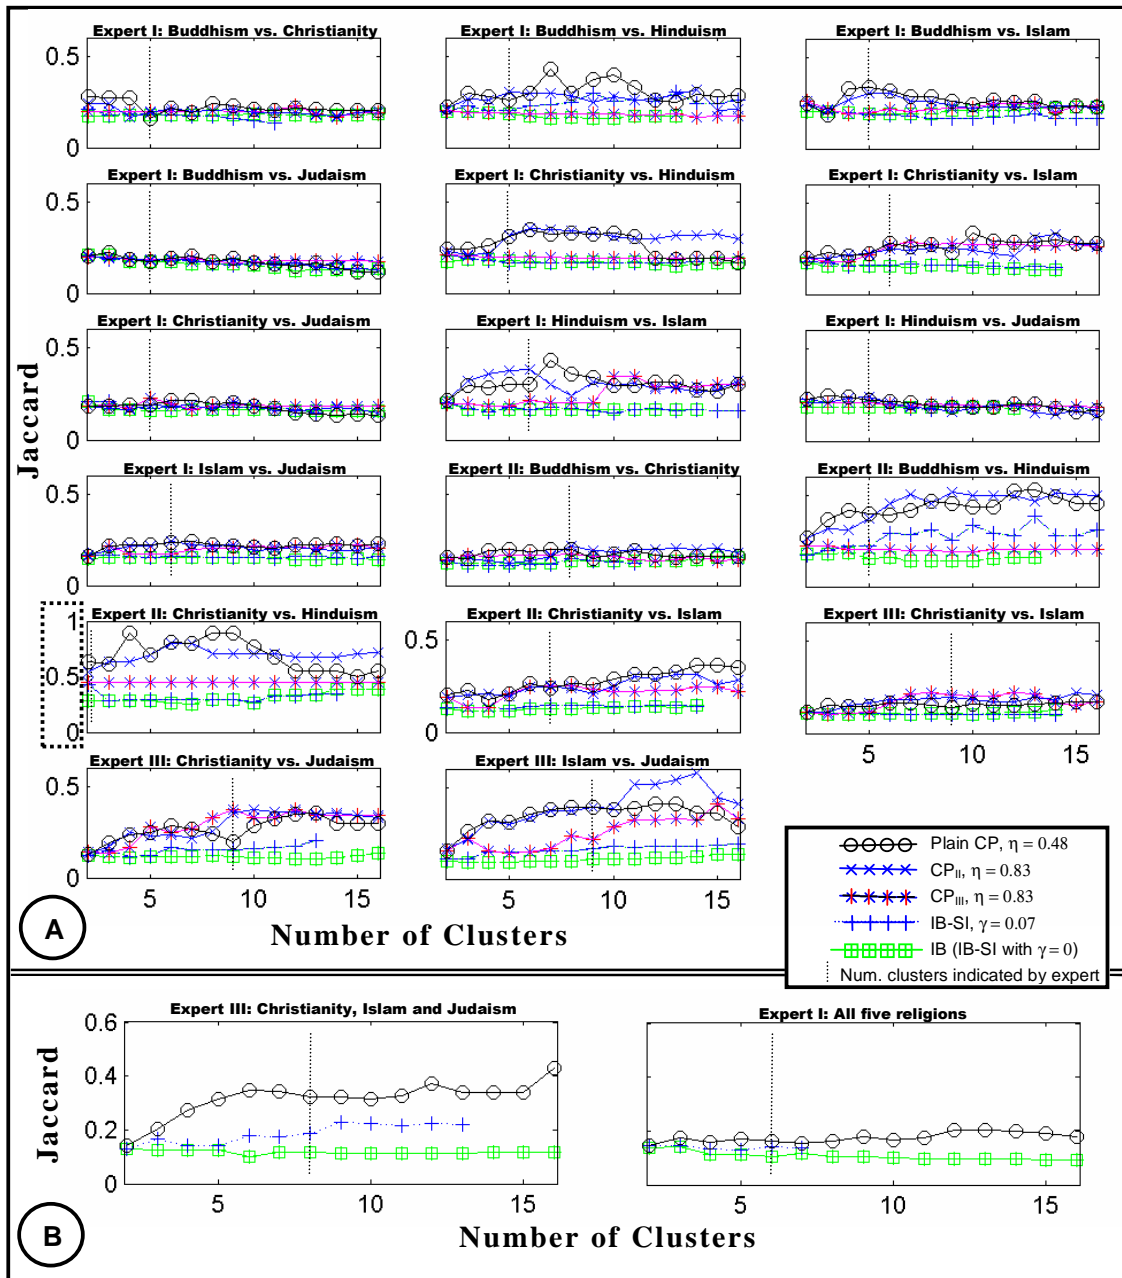 Expert I: Buddhism vs. Christianity
Expert I: Buddhism vs. Hinduism
Expert I: Buddhism vs. Islam
0.5
0
Expert I: Buddhism vs. Judaism
Expert I: Christianity vs. Hinduism
Expert I: Christianity vs. Islam
0.5
0
0.5
0
0.5
0
Expert I: Christianity vs. Judaism
Expert I: Hinduism vs. Islam
Expert I: Hinduism vs. Judaism
0.5
0
Jaccard
Expert I: Islam vs. Judaism
Expert II: Buddhism vs. Christianity
Expert II: Buddhism vs. Hinduism
0.5
0
Expert II: Christianity vs. Hinduism
Expert II: Christianity vs. Islam
Expert III: Christianity vs. Islam
1
0.5
0
0.5
0
5 10 15
Expert III: Christianity vs. Judaism
Expert III: Islam vs. Judaism
0.5
0
5 10 15
5 10 15
Number of Clusters
A
Plain CP, η = 0.48
CP_II, η = 0.83
CP_III, η = 0.83
IB-SI, γ = 0.07
IB (IB-SI with γ = 0)
Num. clusters indicated by expert
Expert III: Christianity, Islam and Judaism
Expert I: All five religions
0.6
0.4
0.2
0
Jaccard
5 10 15
5 10 15
Number of Clusters
B